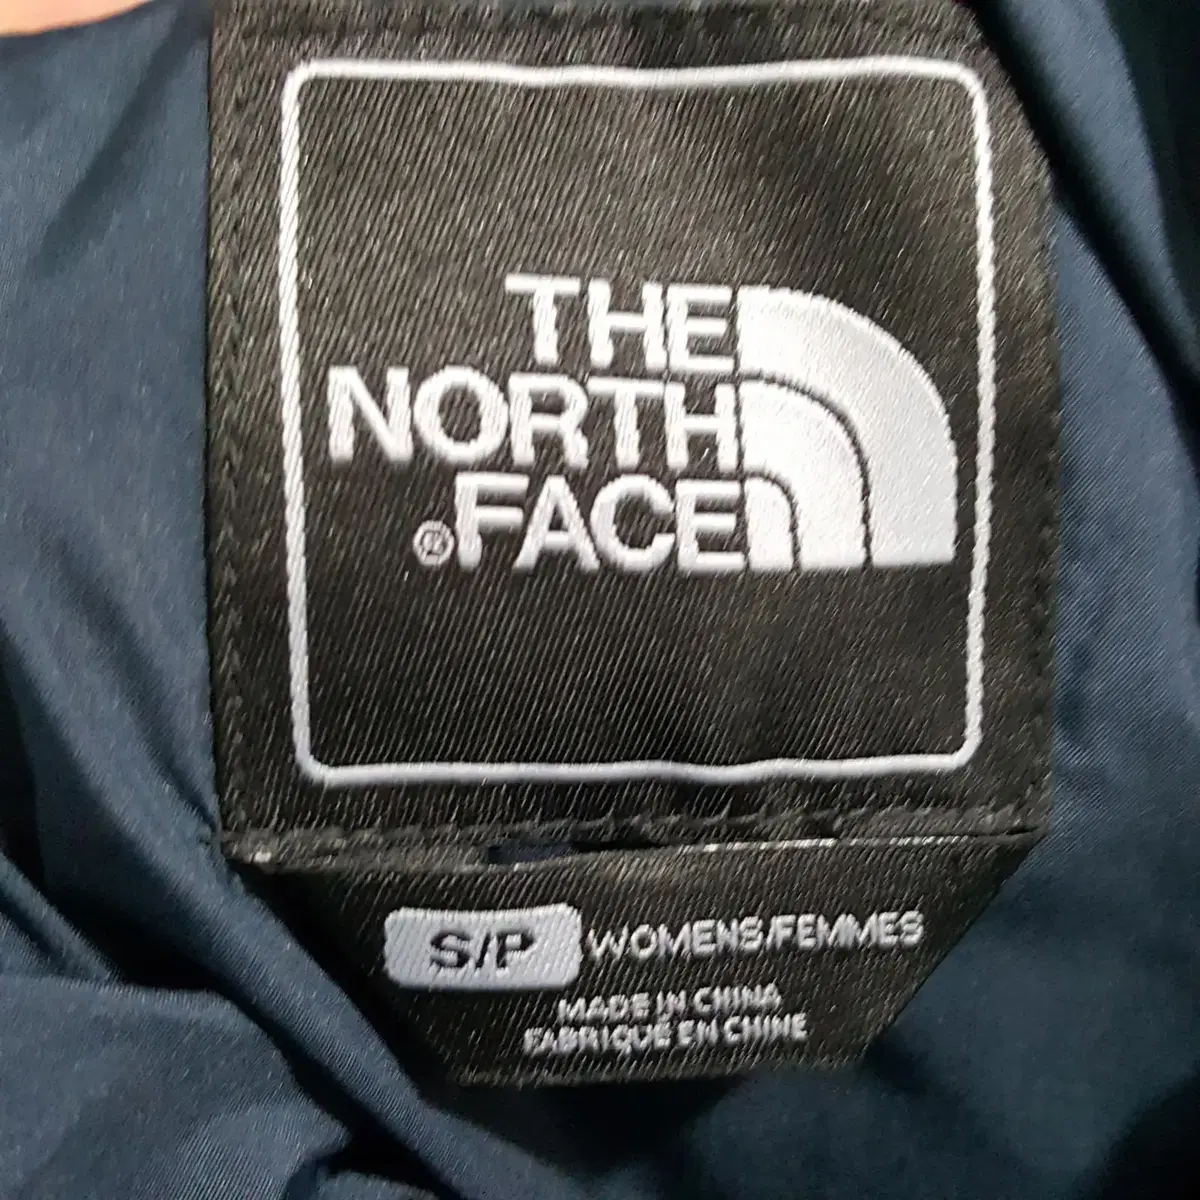 THE
NORTH
®FACE
S/P WOMENS/FEMMES
MADE IN CHINA
FABRIQUÉ EN CHINE